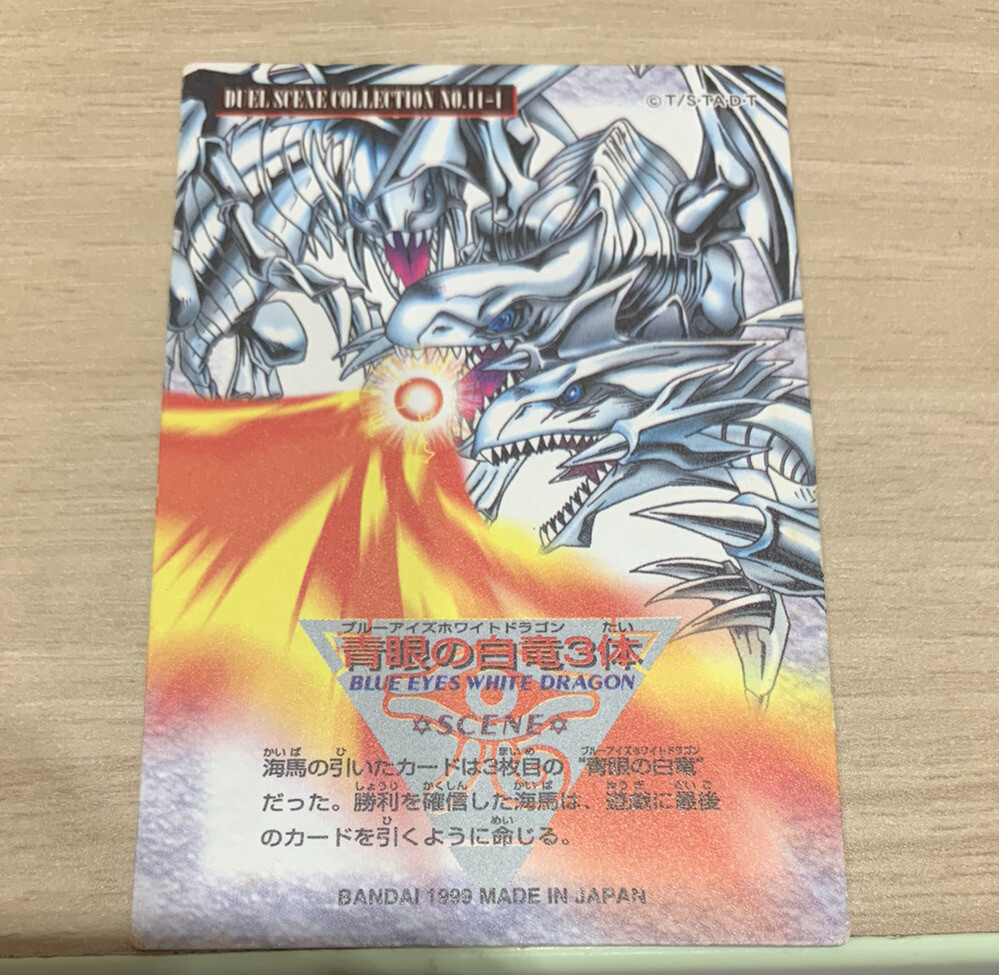 DUEL SCENE COLLECTION NO.11-1
©T/S・TA・D・T
ブルーアイズホワイトドラゴン たい
青眼の白竜3体
BLUE EYES WHITE DRAGON
✡SCENE✡
かいば ひ まいめ ブルーアイズホワイトドラゴン
海馬の引いたカードは3枚目の“青眼の白竜”
しょうり かくしん かいば ゆうぎ さいご
だった。勝利を確信した海馬は、遊戯に最後
ひ めい
のカードを引くように命じる。
BANDAI 1999 MADE IN JAPAN